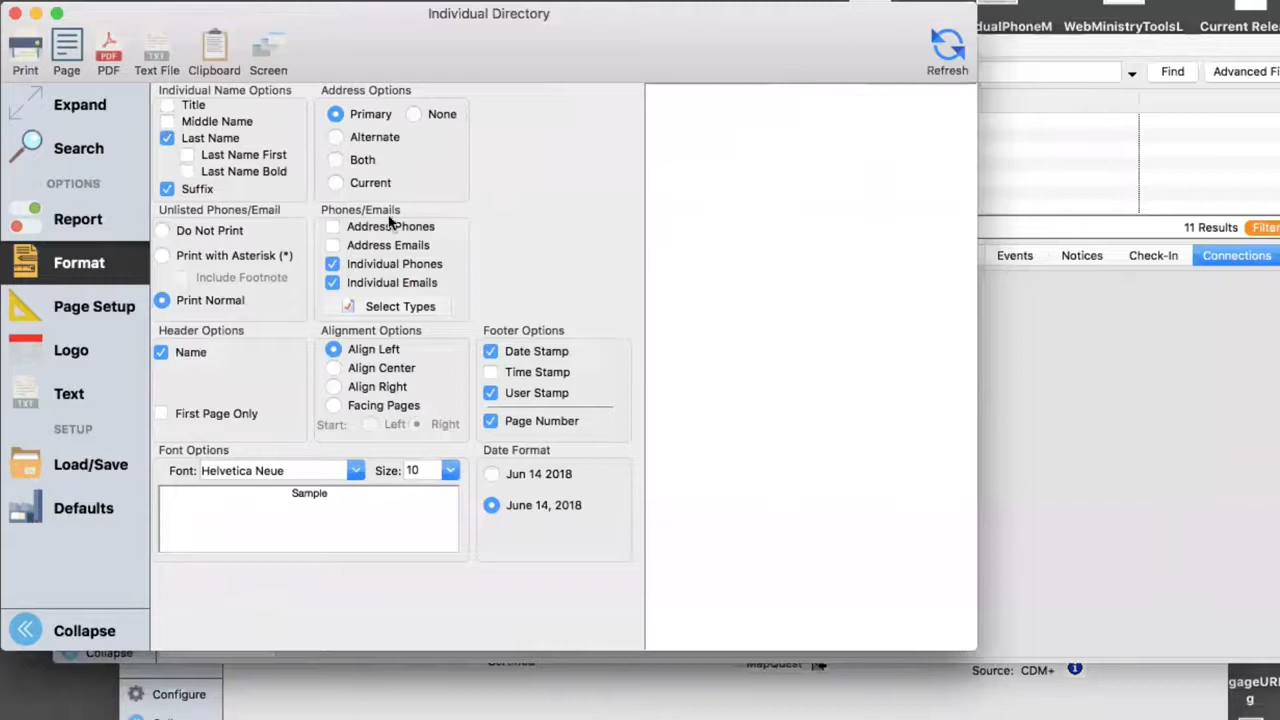 Individual Directory
dualPhoneM WebMinistryToolsL Current Rele
Print Page PDF Text File Clipboard Screen Refresh
Find Advanced Fi
Expand
Search
OPTIONS
Report
Format
Page Setup
Logo
Text
SETUP
Load/Save
Defaults
Collapse
Individual Name Options
Title
Middle Name
Last Name
Last Name First
Last Name Bold
Suffix
Address Options
Primary None
Alternate
Both
Current
Unlisted Phones/Email
Do Not Print
Print with Asterisk (*)
Include Footnote
Print Normal
Phones/Emails
Address Phones
Address Emails
Individual Phones
Individual Emails
Select Types
Header Options
Name
First Page Only
Alignment Options
Align Left
Align Center
Align Right
Facing Pages
Start: Left Right
Footer Options
Date Stamp
Time Stamp
User Stamp
Page Number
Font Options
Font: Helvetica Neue Size: 10
Sample
Date Format
Jun 14 2018
June 14, 2018
11 Results Filter
Events Notices Check-In Connections
Collapse
MapQuest
Source: CDM+
Configure
gageURL
g